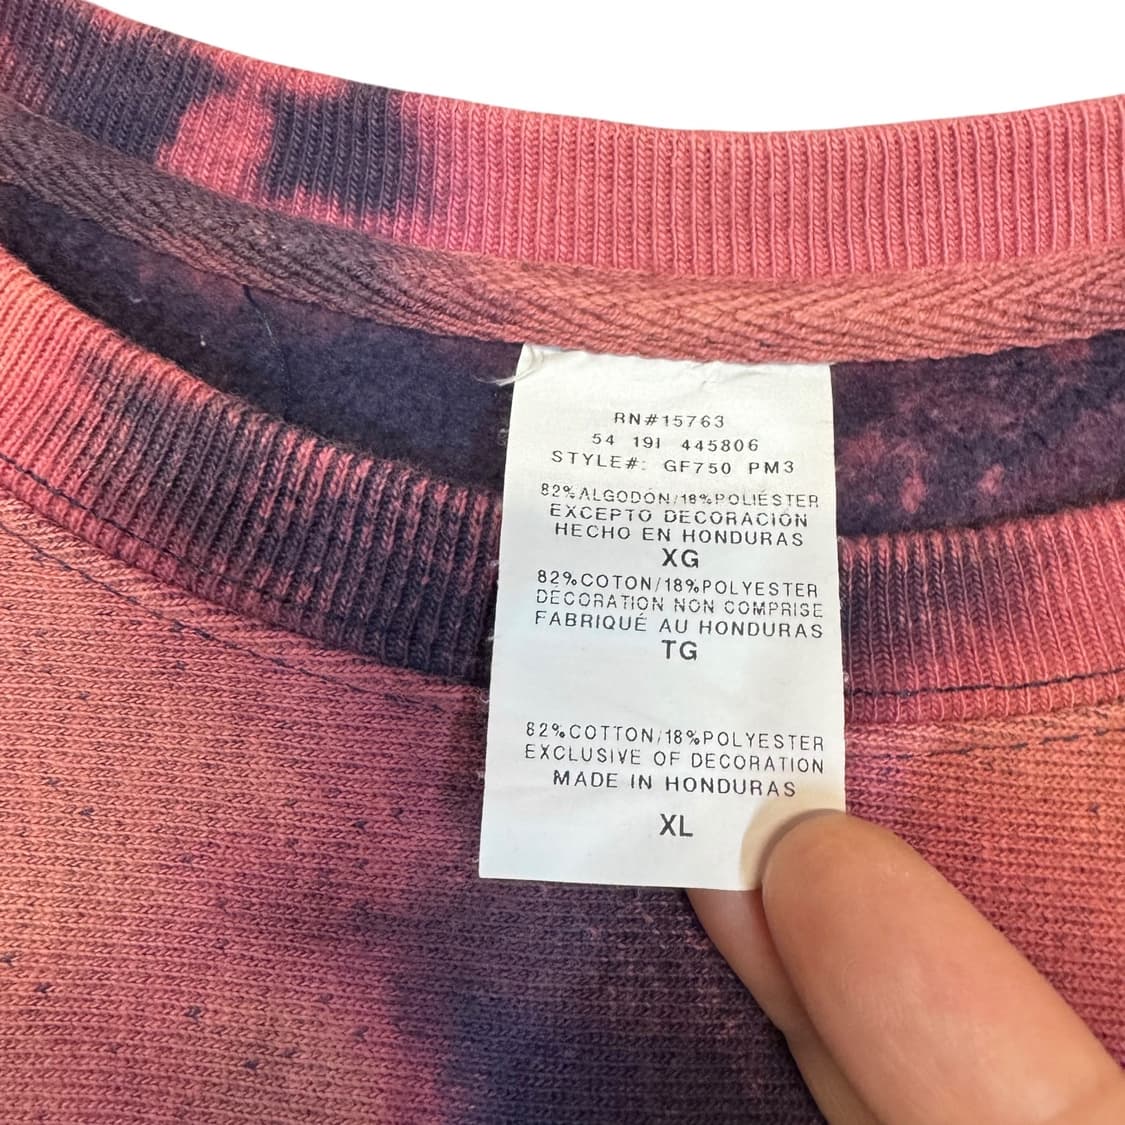 RN#15763
54 19I 445806
STYLE#: GF750 PM3
82%ALGODÓN/18%POLIÉSTER
EXCEPTO DECORACIÓN
HECHO EN HONDURAS
XG
82%COTON/18%POLYESTER
DÉCORATION NON COMPRISE
FABRIQUÉ AU HONDURAS
TG
82%COTTON/18%POLYESTER
EXCLUSIVE OF DECORATION
MADE IN HONDURAS
XL